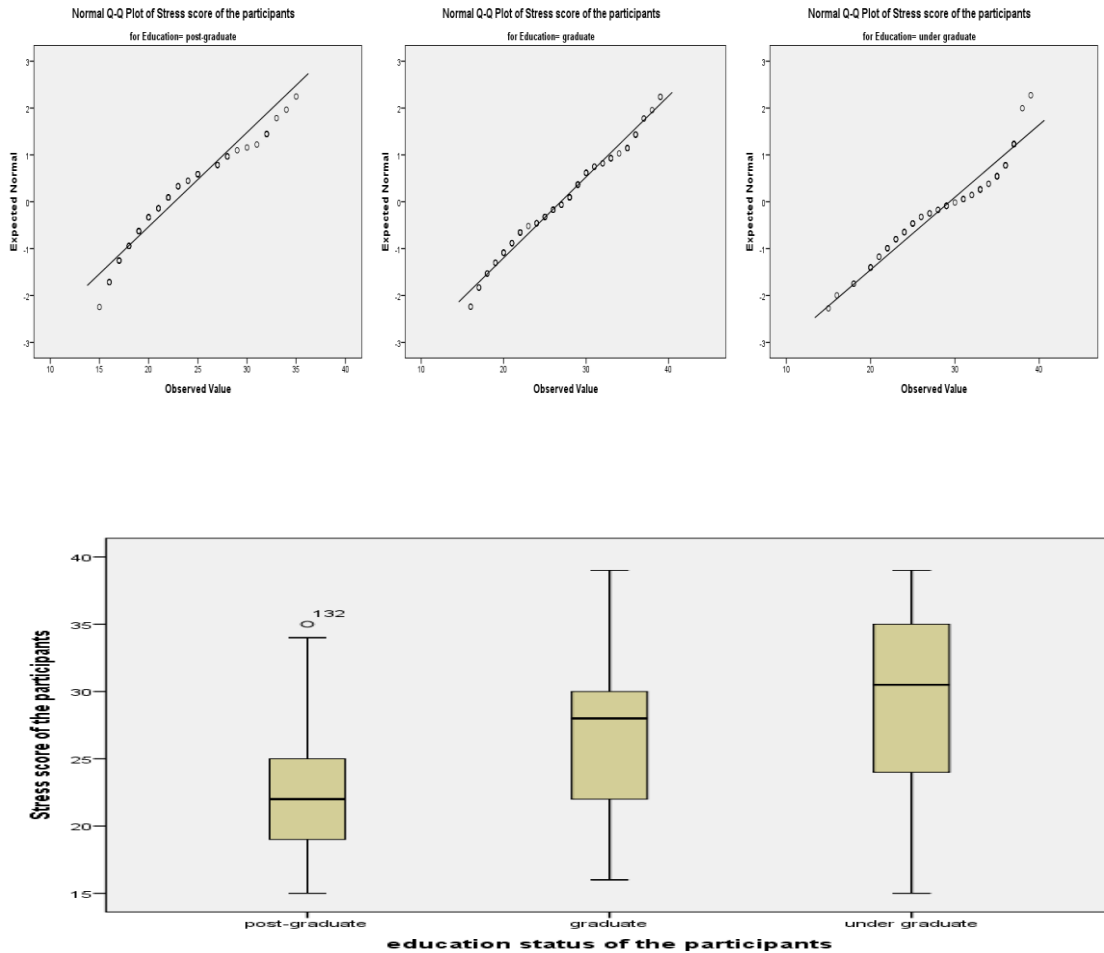 Normal Q-Q Plot of Stress score of the participants
for Education= post-graduate
Expected Normal
3
2
1
0
-1
-2
-3
10 15 20 25 30 35 40
Observed Value
Normal Q-Q Plot of Stress score of the participants
for Education= graduate
Expected Normal
3
2
1
0
-1
-2
-3
10 20 30 40
Observed Value
Normal Q-Q Plot of Stress score of the participants
for Education= under graduate
Expected Normal
3
2
1
0
-1
-2
-3
10 20 30 40
Observed Value
Stress score of the participants
40
35
30
25
20
15
132
post-graduate graduate under graduate
education status of the participants